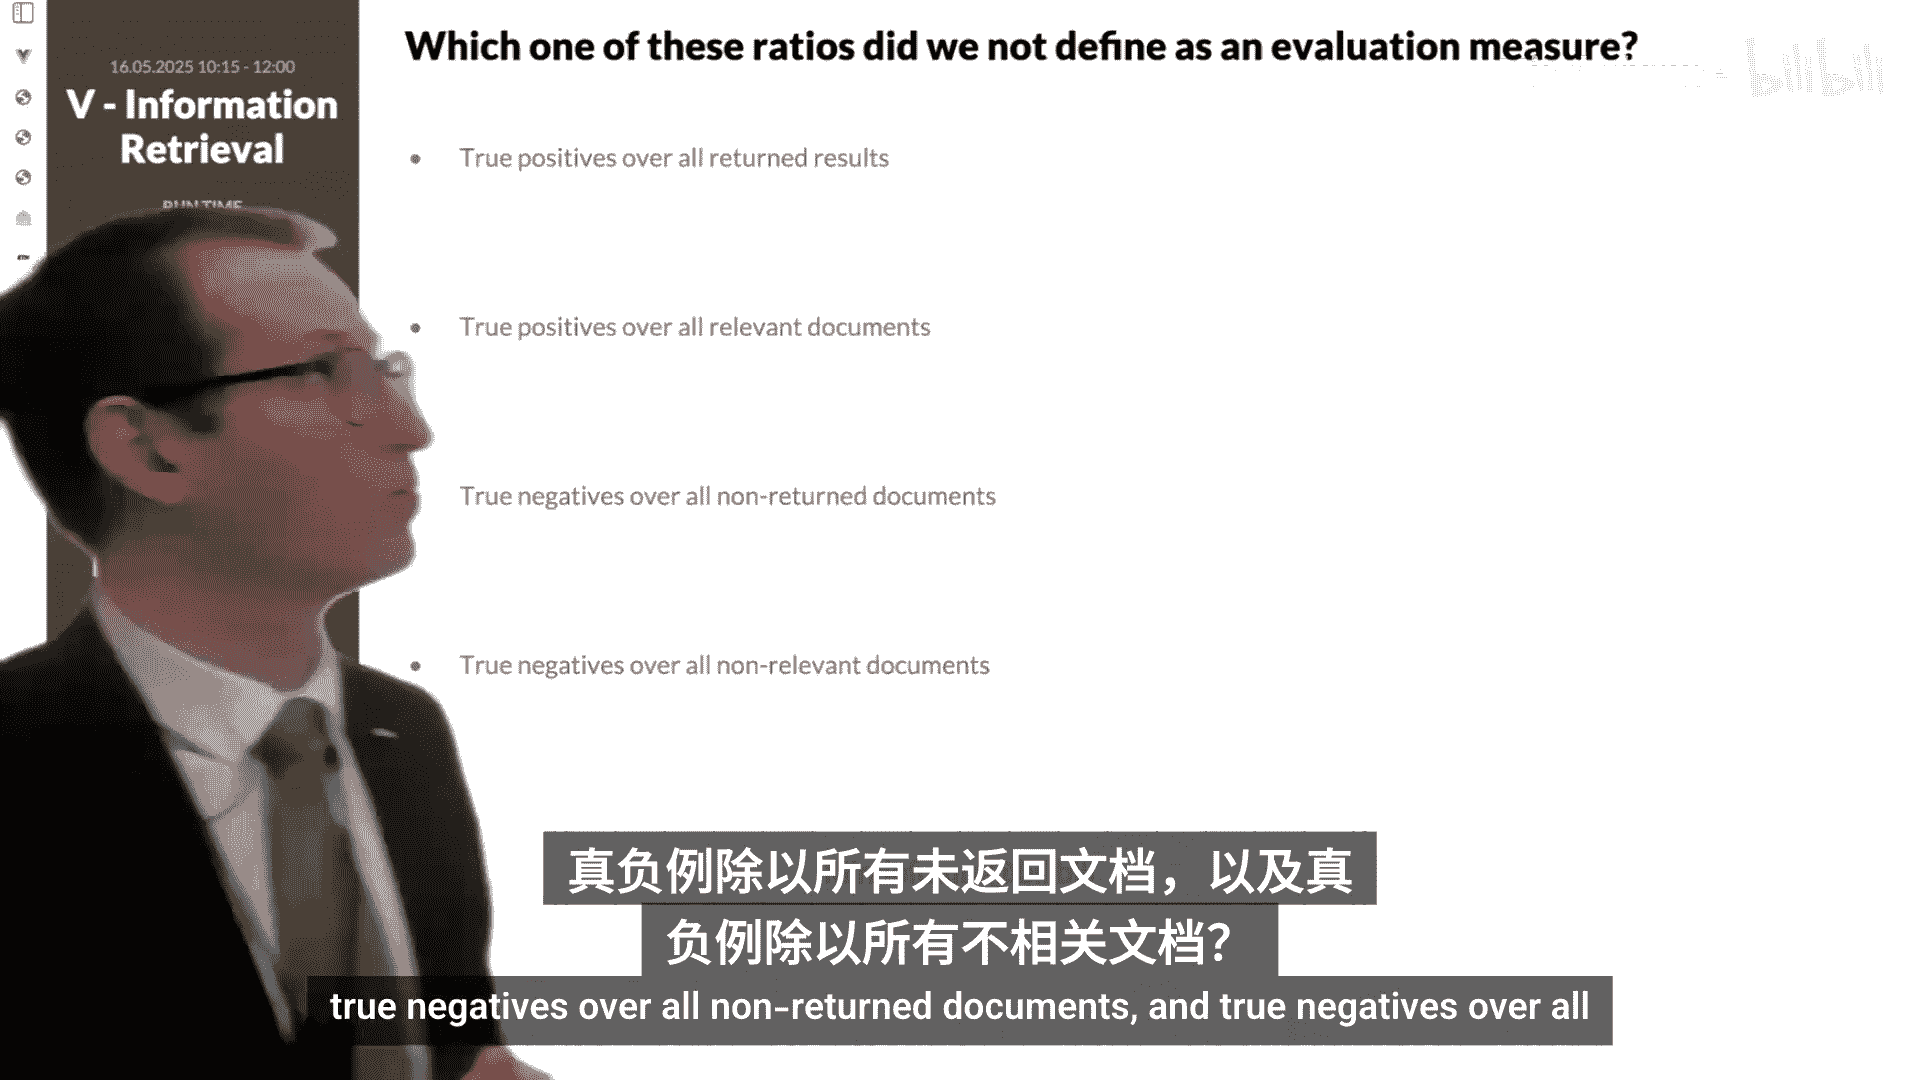 16.05.2025 10:15 - 12:00
V - Information
Retrieval
RUN TIME
Which one of these ratios did we not define as an evaluation measure?
bilibili
• True positives over all returned results
• True positives over all relevant documents
True negatives over all non-returned documents
• True negatives over all non-relevant documents
真负例除以所有未返回文档，以及真
负例除以所有不相关文档？
true negatives over all non-returned documents, and true negatives over all